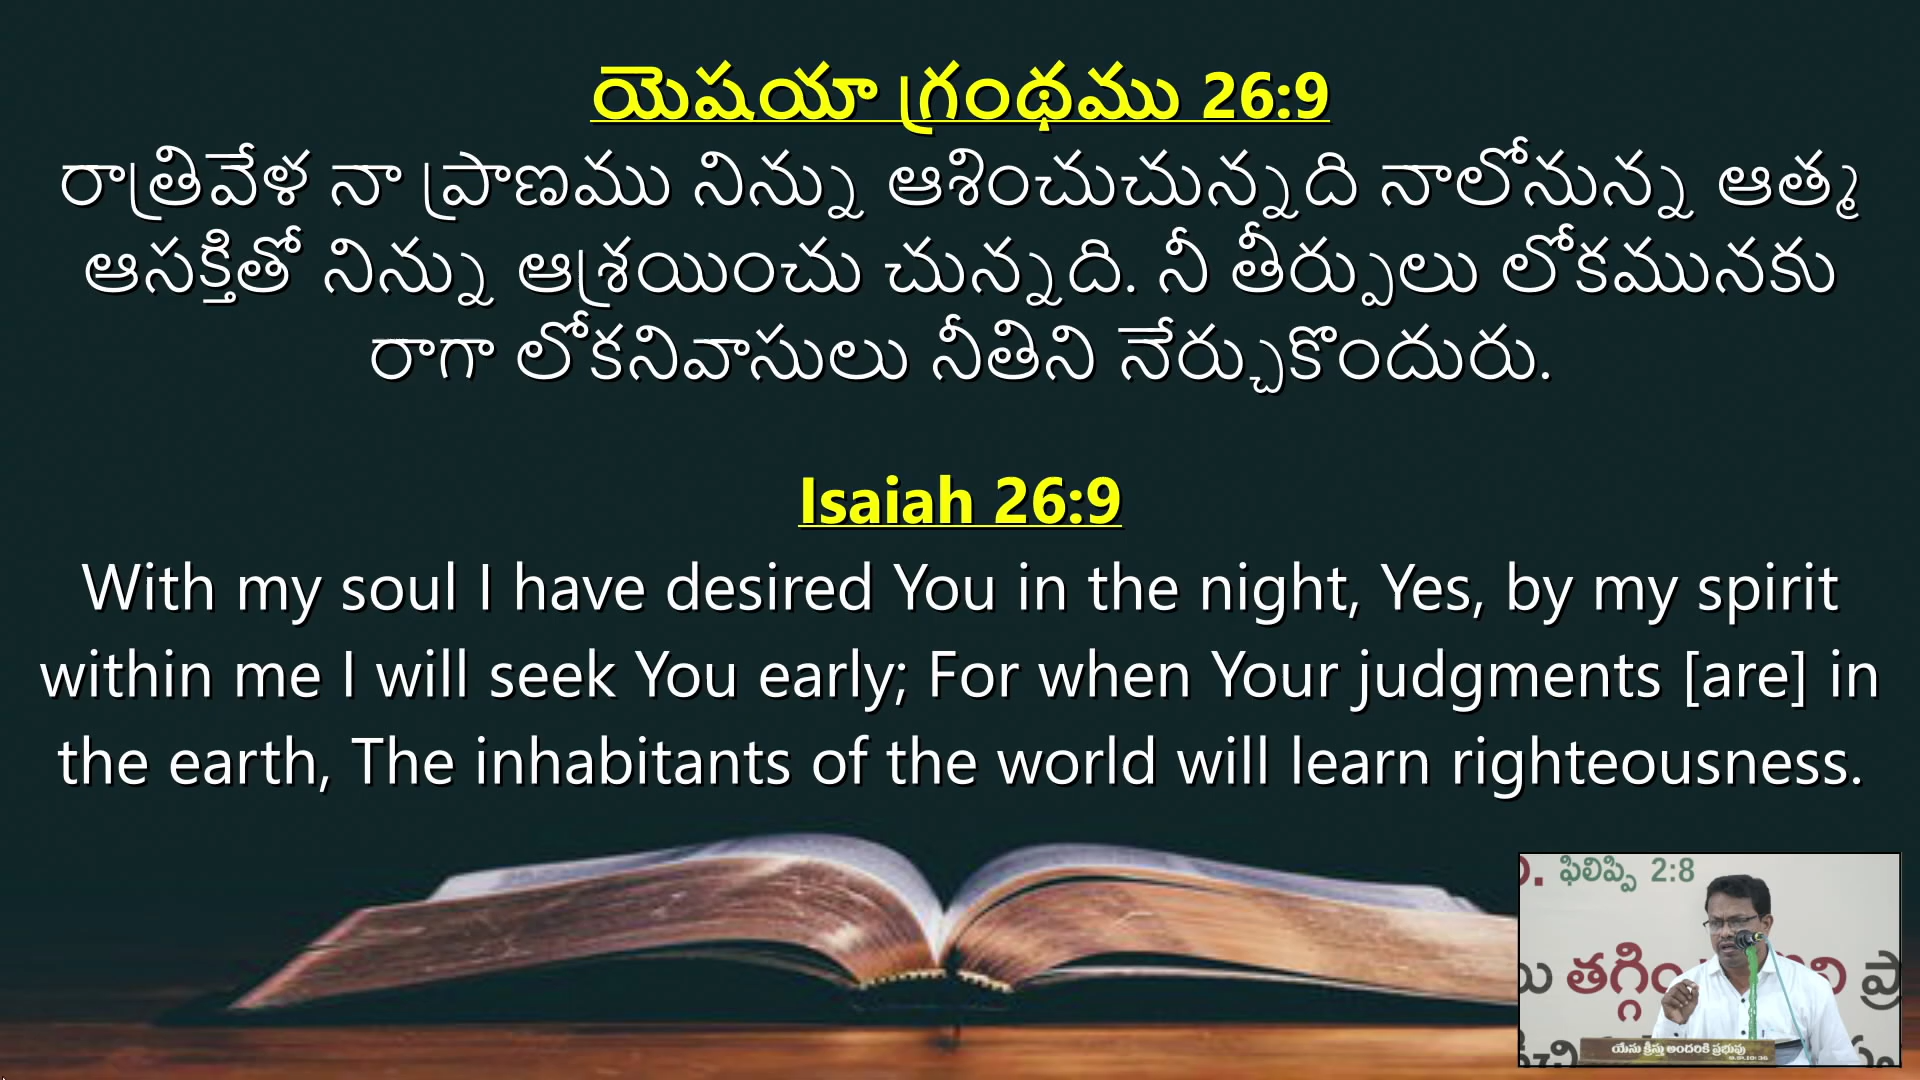 యెషయా గ్రంథము 26:9
రాత్రివేళ నా ప్రాణము నిన్ను ఆశించుచున్నది నాలోనున్న ఆత్మ
ఆసక్తితో నిన్ను ఆశ్రయించు చున్నది. నీ తీర్పులు లోకమునకు
రాగా లోకనివాసులు నీతిని నేర్చుకొందురు.
Isaiah 26:9
With my soul I have desired You in the night, Yes, by my spirit
within me I will seek You early; For when Your judgments [are] in
the earth, The inhabitants of the world will learn righteousness.
ఫిలిప్పి 2:8
యేసు క్రీస్తు అందరికి ప్రభువు